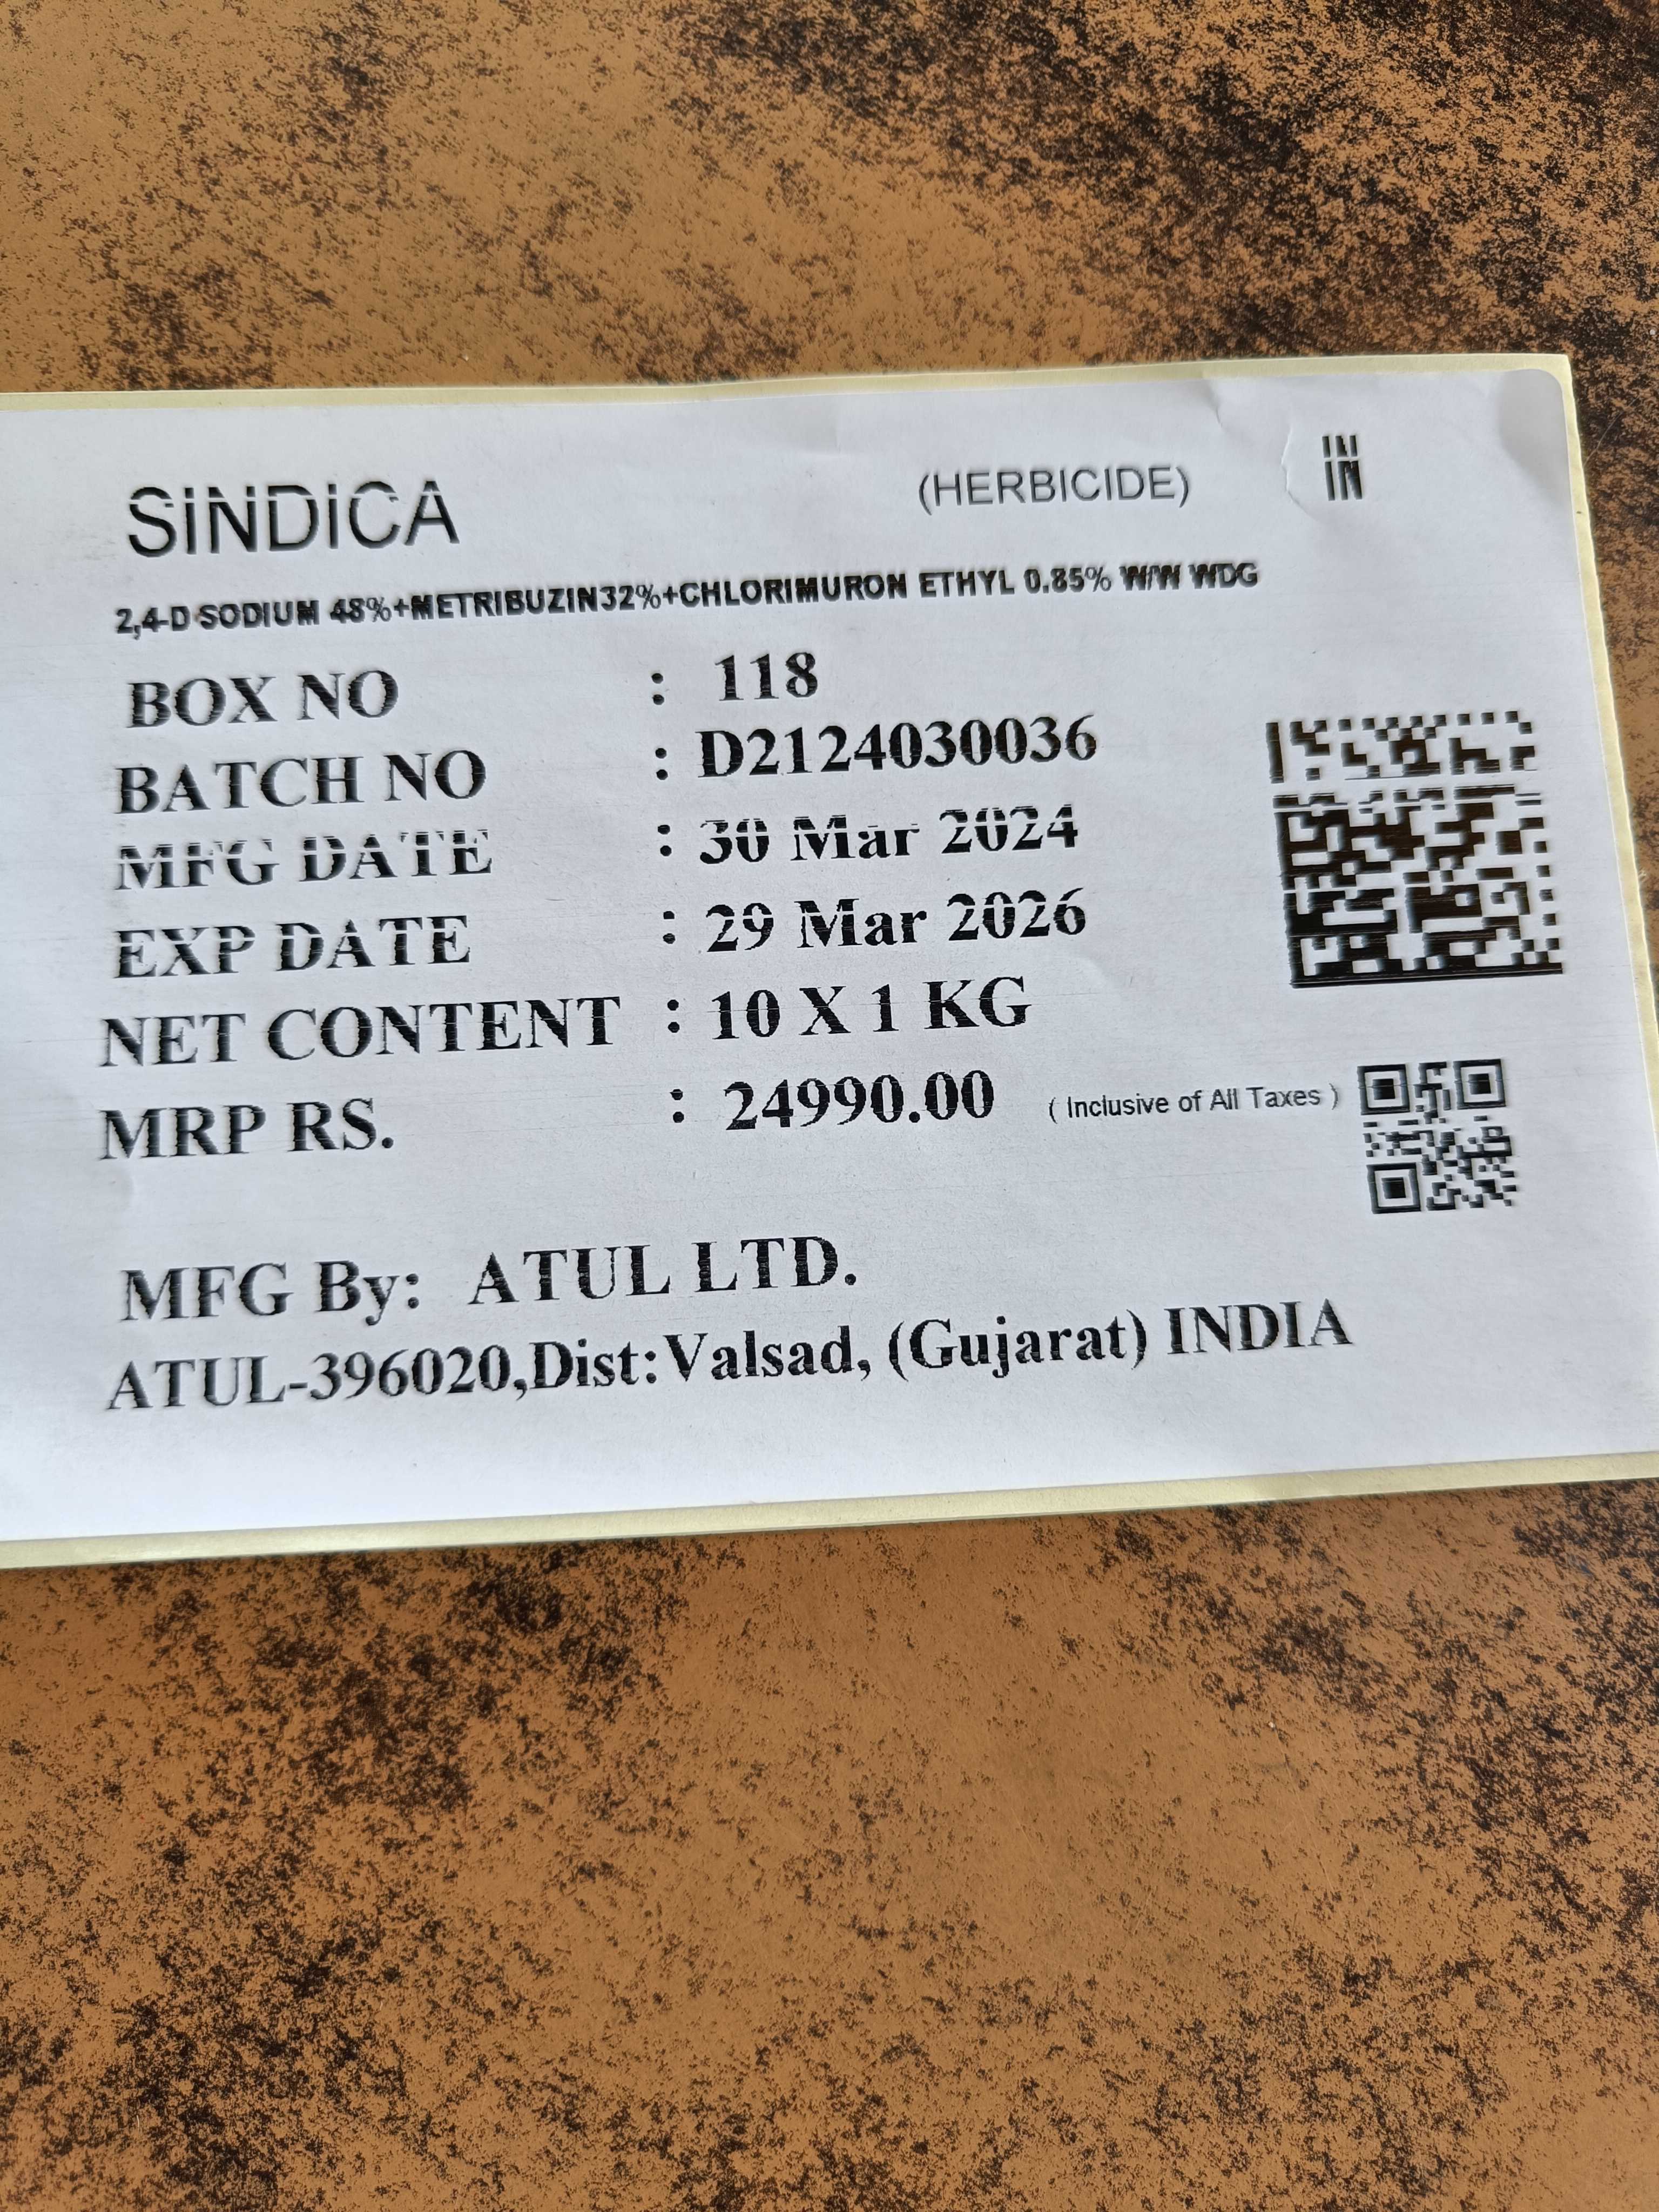 SiNDiCA (HERBICIDE) IN
2,4-D SODIUM 48%+METRIBUZIN32%+CHLORIMURON ETHYL 0.85% W/W WDG
BOX NO : 118
BATCH NO : D2124030036
MFG DATE : 30 Mar 2024
EXP DATE : 29 Mar 2026
NET CONTENT : 10 X 1 KG
MRP RS. : 24990.00 ( Inclusive of All Taxes )
MFG By: ATUL LTD.
ATUL-396020,Dist:Valsad, (Gujarat) INDIA